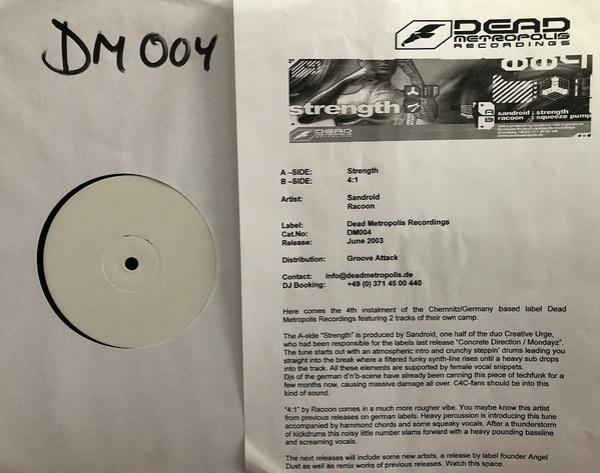 DM 004
DEAD
METROPOLIS
RECORDINGS
004
strength
sandroid : strength
racoon : squeeze pump
DEAD
A –SIDE: Strength
B –SIDE: 4:1
Artist: Sandroid
Racoon
Label: Dead Metropolis Recordings
Cat.No: DM004
Release: June 2003
Distribution: Groove Attack
Contact: info@deadmetropolis.de
DJ Booking: +49 (0) 371 45 00 440
Here comes the 4th instalment of the Chemnitz/Germany based label Dead
Metropolis Recordings featuring 2 tracks of their own camp.
The A-side "Strength" is produced by Sandroid, one half of the duo Creative Urge,
who had been responsible for the labels last release "Concrete Direction / Mondayz".
The tune starts out with an atmospheric intro and crunchy steppin' drums leading you
straight into the break where a filtered funky synth-line rises until a heavy sub drops
into the track. All these elements are supported by female vocal snippets.
Djs of the german d'n'b-scene have already been canning this piece of techfunk for a
few months now, causing massive damage all over. C4C-fans should be into this
kind of sound.
"4:1" by Racoon comes in a much more rougher vibe. You maybe know this artist
from previous releases on german labels. Heavy percussion is introducing this tune
accompanied by hammond chords and some squeaky vocals. After a thunderstorm
of kickdrums this noisy little number slams forward with a heavy pounding bassline
and screaming vocals.
The next releases will include some new artists, a release by label founder Angel
Dust as well as remix works of previous releases. Watch this space.